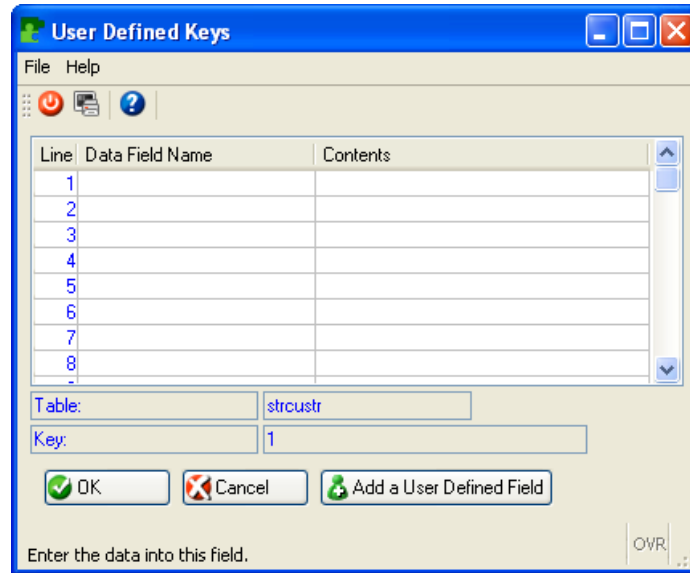 User Defined Keys
File Help
Line Data Field Name Contents
1
2
3
4
5
6
7
8
Table: strcustr
Key: 1
OK Cancel Add a User Defined Field
Enter the data into this field. OVR